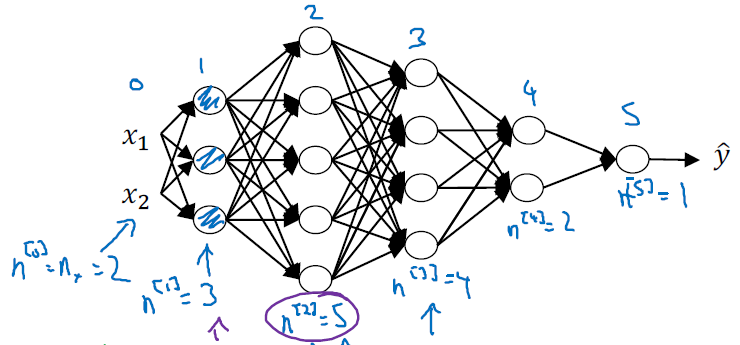 2
3
1
0
4
5
x₁
x₂
ŷ
n^[0] = nₓ = 2
n^[1] = 3
n^[2] = 5
n^[3] = 4
n^[4] = 2
n^[5] = 1